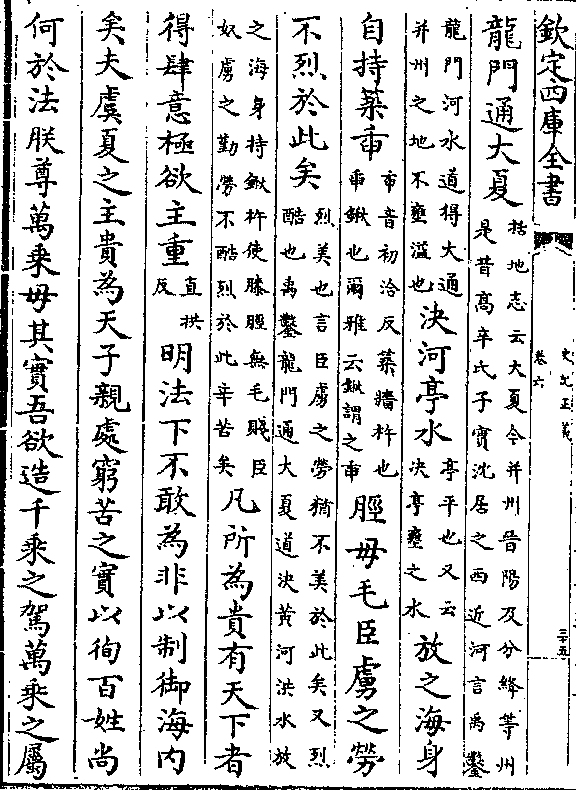 欽定四庫全書
史記正義
卷六
二十五
龍門通大夏括地志云大夏今并州晉陽及分絳等州
是昔髙辛氏子實沈居之西近河言禹鑿
龍門河水道得大通
并州之地不壅溢也決河亭水亭平也又云
决亭壅之水放之海身
自持築臿臿音初洽反築牆杵也
臿鍬也爾雅云鍬謂之臿脛毋毛臣虜之勞
不烈於此矣烈美也言臣虜之勞猶不美於此矣又烈
酷也禹鑿龍門通大夏道決黄河洪水放
之海身持鍬杵使膝脛無毛賤臣
奴虜之勤勞不酷烈於此辛苦矣凡所為貴有天下者
得肆意極欲主重直拱
反明法下不敢為非以制御海内
矣夫虞夏之主貴為天子親處窮苦之實以徇百姓尚
何於法朕尊萬乘毋其實吾欲造千乘之駕萬乘之屬